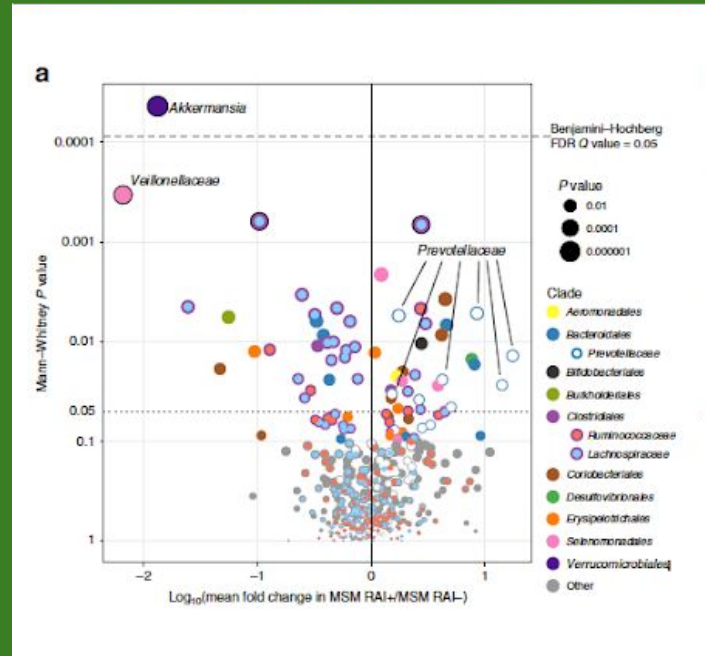 a
Akkermansia
Benjamini–Hochberg
FDR Q value = 0.05
0.0001
Veillonellaceae
P value
0.01
0.0001
0.000001
0.001
Prevotellaceae
Mann–Whitney P value
Clade
Aeromonadales
Bacteroidales
Prevotellaceae
Bifidobacteriales
Burkholderiales
Clostridiales
Ruminococcaceae
Lachnospiraceae
Coriobacteriales
Desulfovibrionales
Erysipelotrichales
Selenomonadales
Verrucomicrobiales
Other
0.01
0.05
0.1
1
−2
−1
0
1
Log10(mean fold change in MSM RAI+/MSM RAI–)